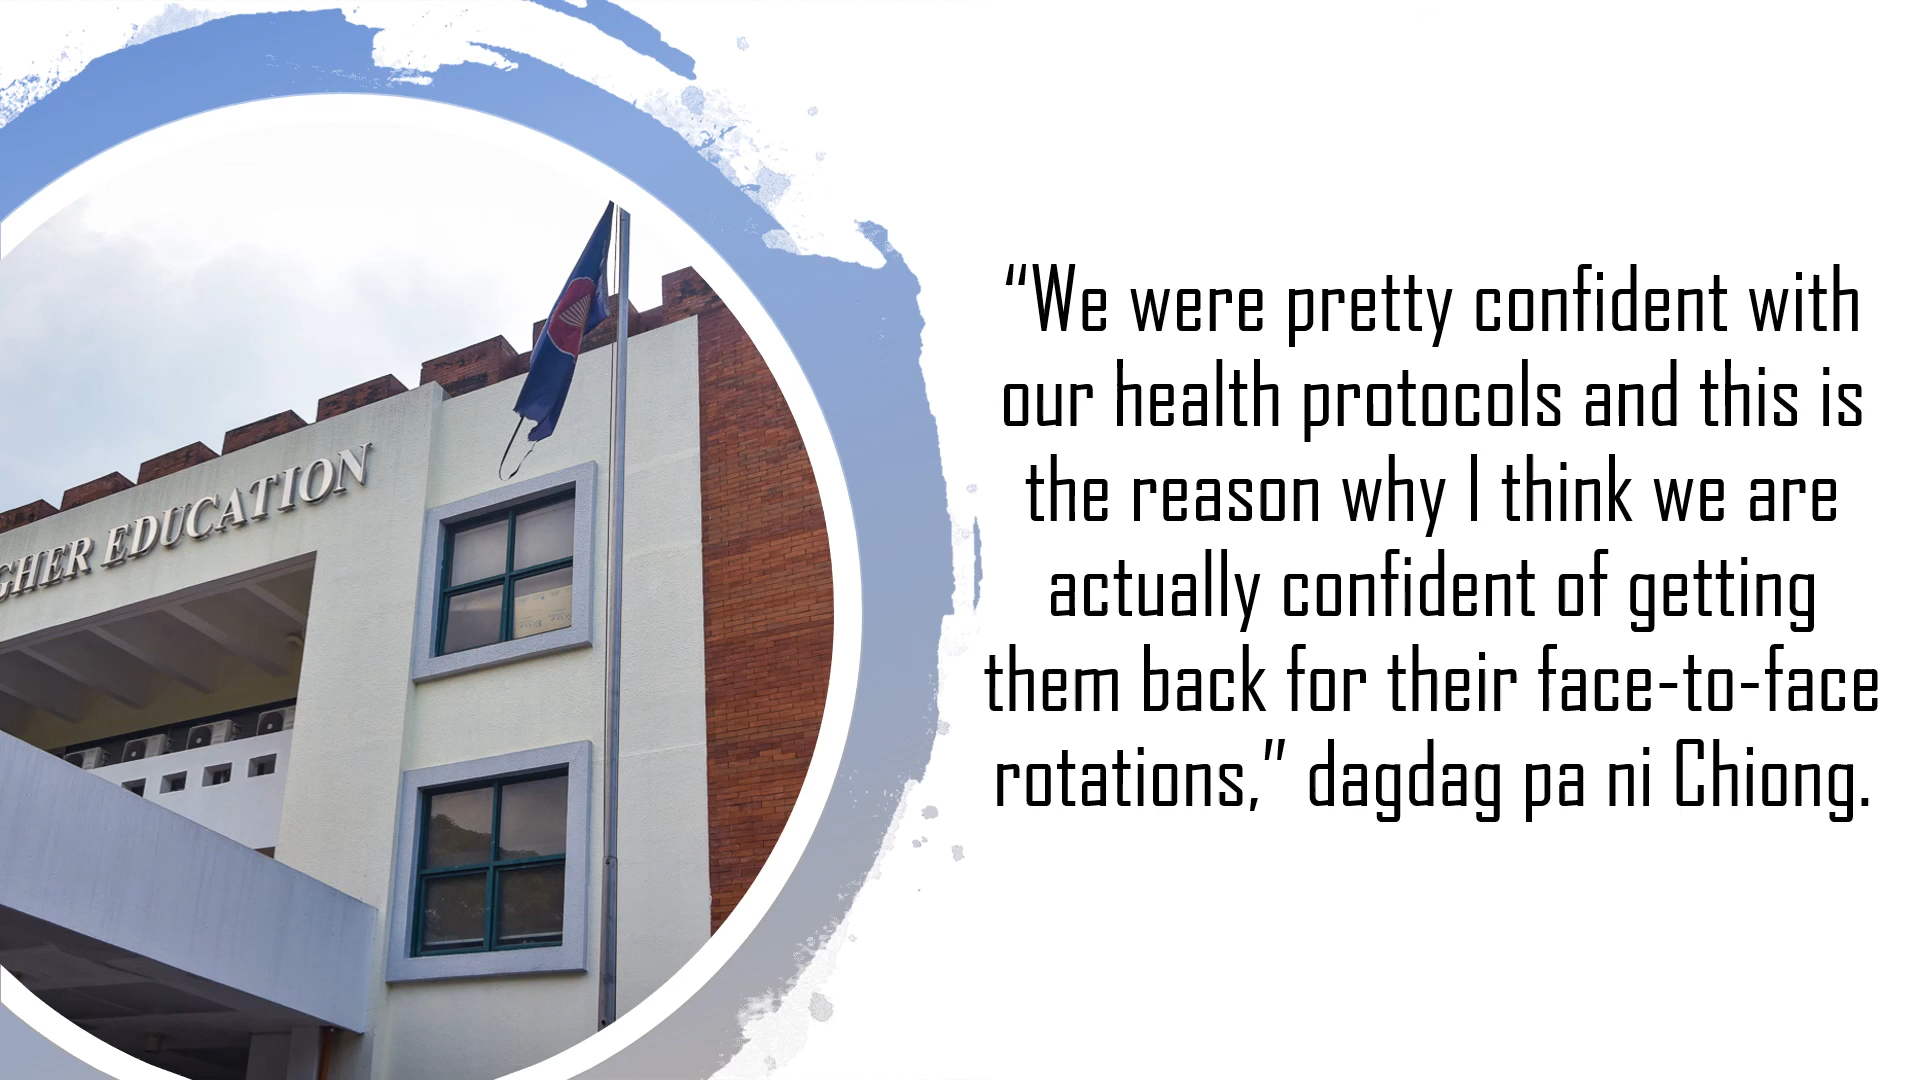 GHER EDUCATION
“We were pretty confident with
our health protocols and this is
the reason why I think we are
actually confident of getting
them back for their face-to-face
rotations,” dagdag pa ni Chiong.